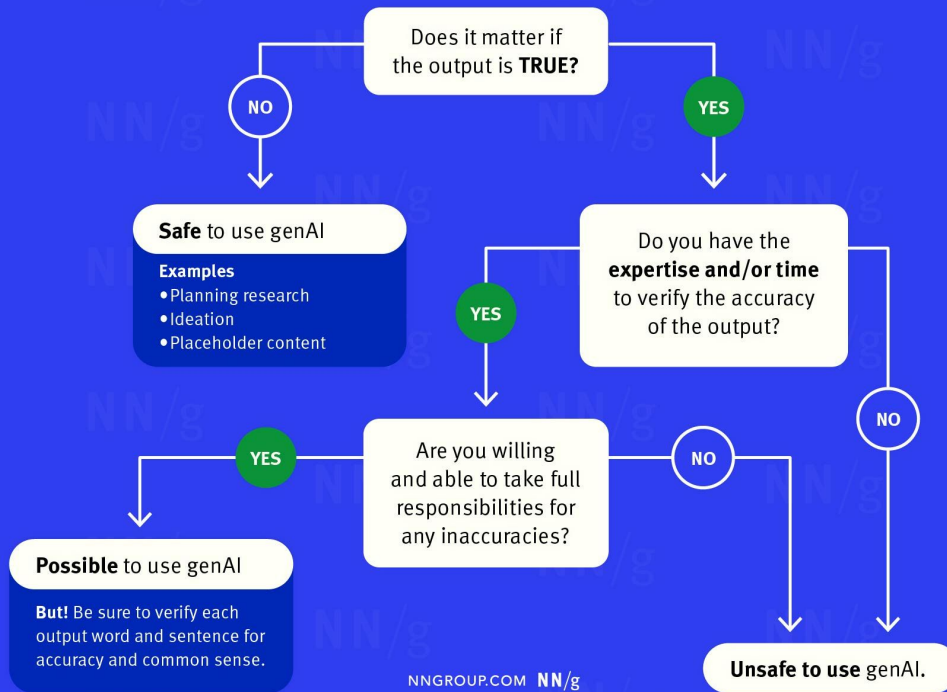 Does it matter if
the output is TRUE?
NO
YES
Safe to use genAI
Examples
•Planning research
•Ideation
•Placeholder content
Do you have the
expertise and/or time
to verify the accuracy
of the output?
YES
NO
Are you willing
and able to take full
responsibilities for
any inaccuracies?
YES
NO
Possible to use genAI
But! Be sure to verify each
output word and sentence for
accuracy and common sense.
Unsafe to use genAI.
NNGROUP.COM NN/g